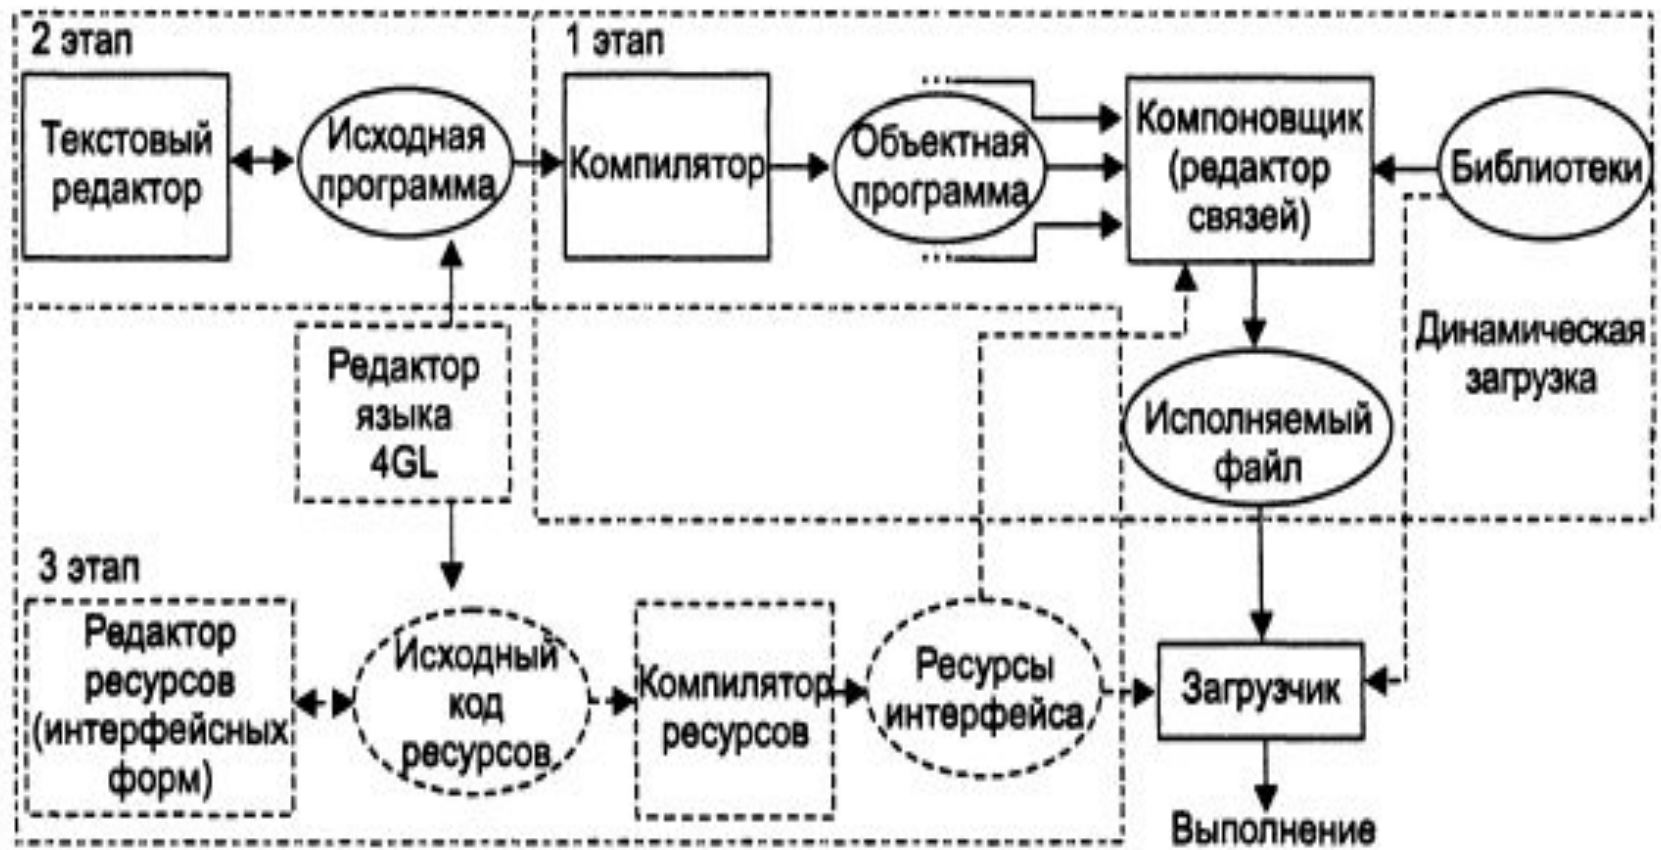 2 этап
1 этап
Текстовый
редактор
Исходная
программа
Компилятор
Объектная
программа
Компоновщик
(редактор
связей)
Библиотеки
Редактор
языка
4GL
Исполняемый
файл
Динамическая
загрузка
3 этап
Редактор
ресурсов
(интерфейсных
форм)
Исходный
код
ресурсов
Компилятор
ресурсов
Ресурсы
интерфейса
Загрузчик
Выполнение